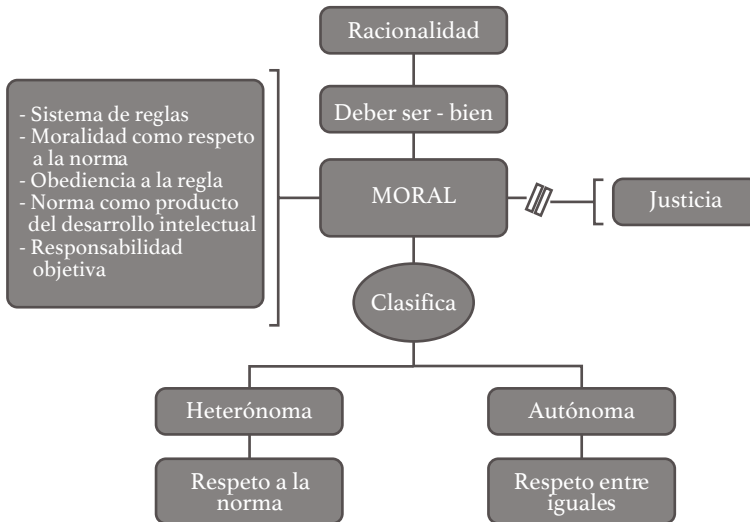 Racionalidad
Deber ser - bien
- Sistema de reglas
- Moralidad como respeto
a la norma
- Obediencia a la regla
- Norma como producto
del desarrollo intelectual
- Responsabilidad
objetiva
MORAL
Justicia
Clasifica
Heterónoma
Autónoma
Respeto a la
norma
Respeto entre
iguales